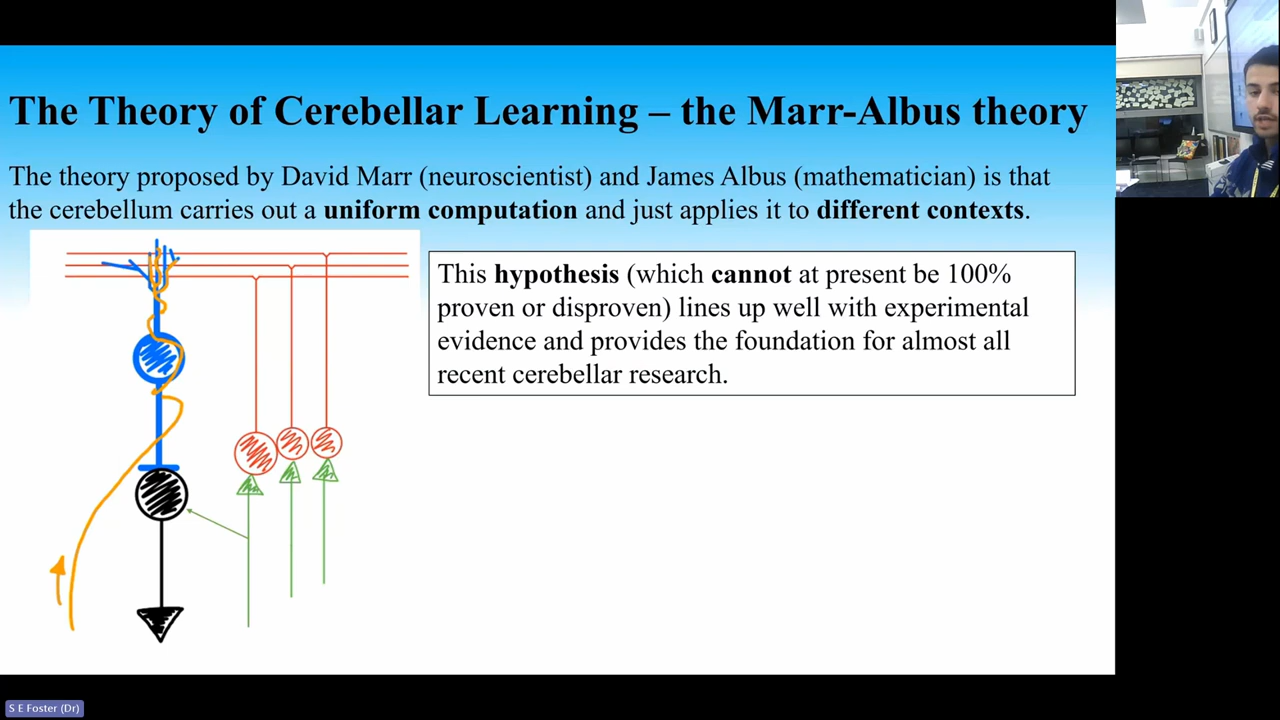 The Theory of Cerebellar Learning – the Marr-Albus theory
The theory proposed by David Marr (neuroscientist) and James Albus (mathematician) is that
the cerebellum carries out a uniform computation and just applies it to different contexts.
This hypothesis (which cannot at present be 100%
proven or disproven) lines up well with experimental
evidence and provides the foundation for almost all
recent cerebellar research.
S E Foster (Dr)